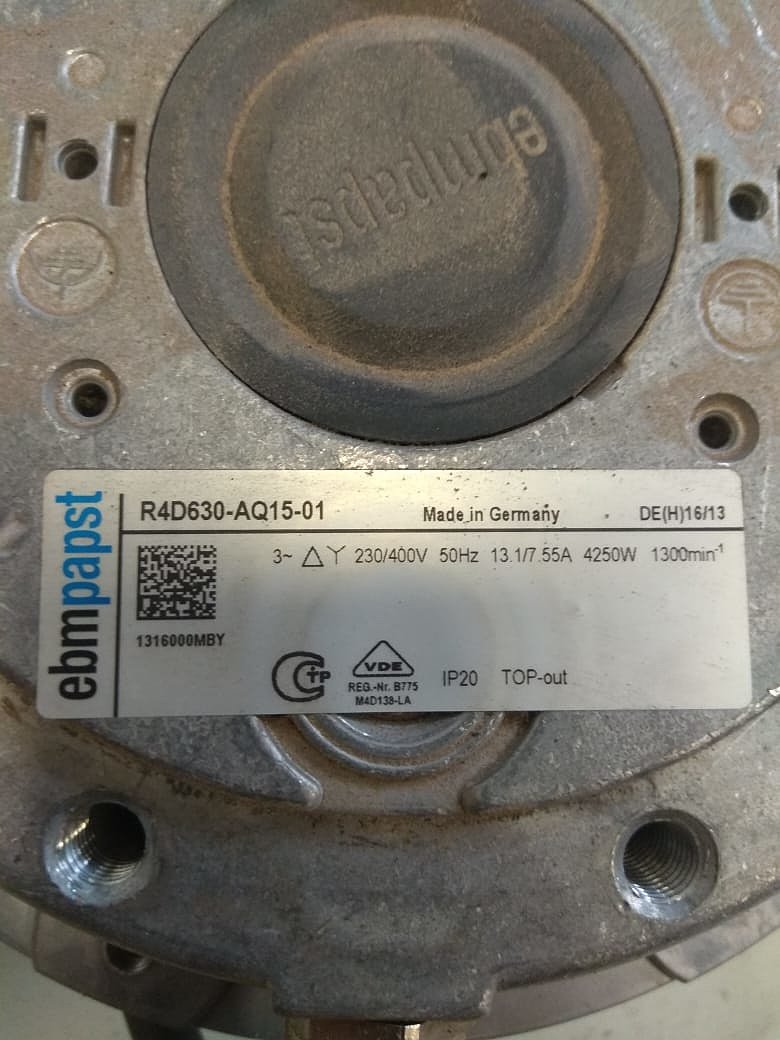 ebmpapst
ebmpapst
R4D630-AQ15-01 Made in Germany DE(H)16/13
3~ △ Y 230/400V 50Hz 13.1/7.55A 4250W 1300min⁻¹
1316000MBY
VDE
REG.-Nr. B775
M4D138-LA
IP20 TOP-out